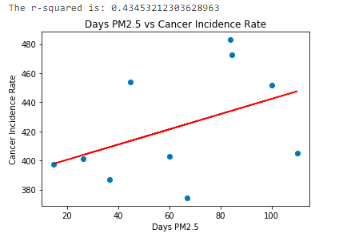 The r-squared is: 0.43453212303628963
Days PM2.5 vs Cancer Incidence Rate
480
460
440
420
400
380
Cancer Incidence Rate
20 40 60 80 100
Days PM2.5